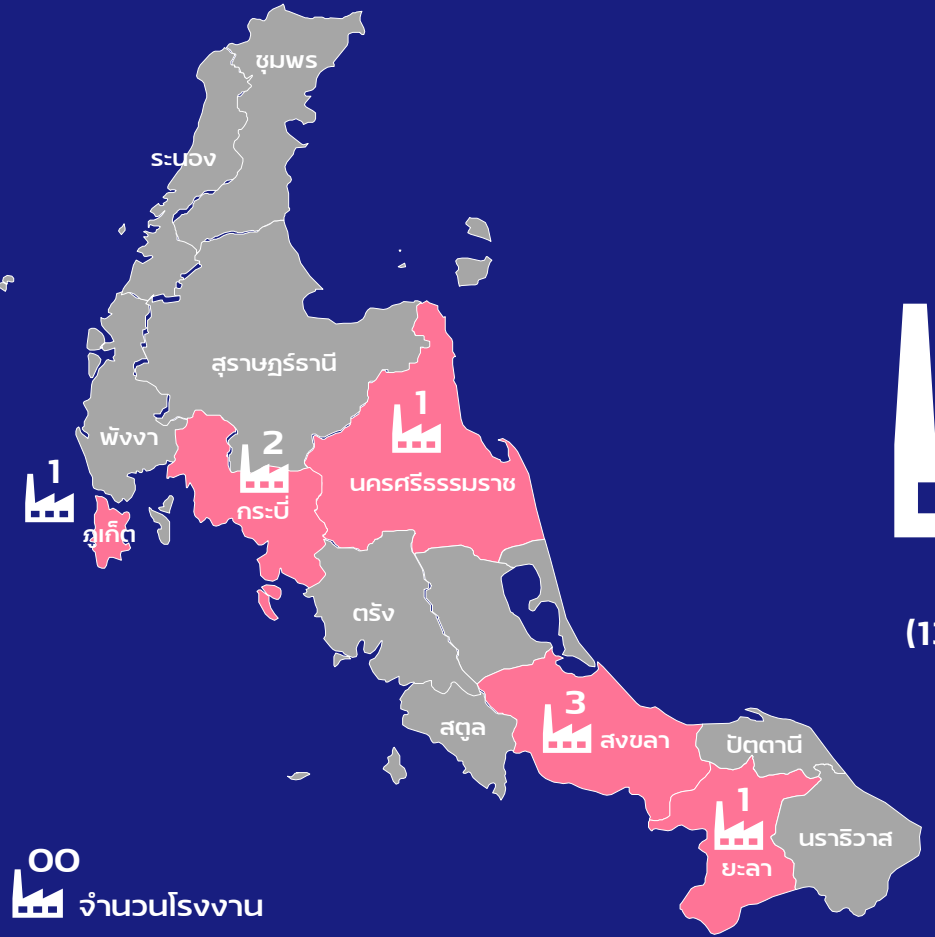 ชุมพร
ระนอง
สุราษฎร์ธานี
1
พังงา
2
1
นครศรีธรรมราช
กระบี่
ภูเก็ต
ตรัง
(13
3
สตูล
สงขลา
ปัตตานี
1
นราธิวาส
ยะลา
00
จำนวนโรงงาน